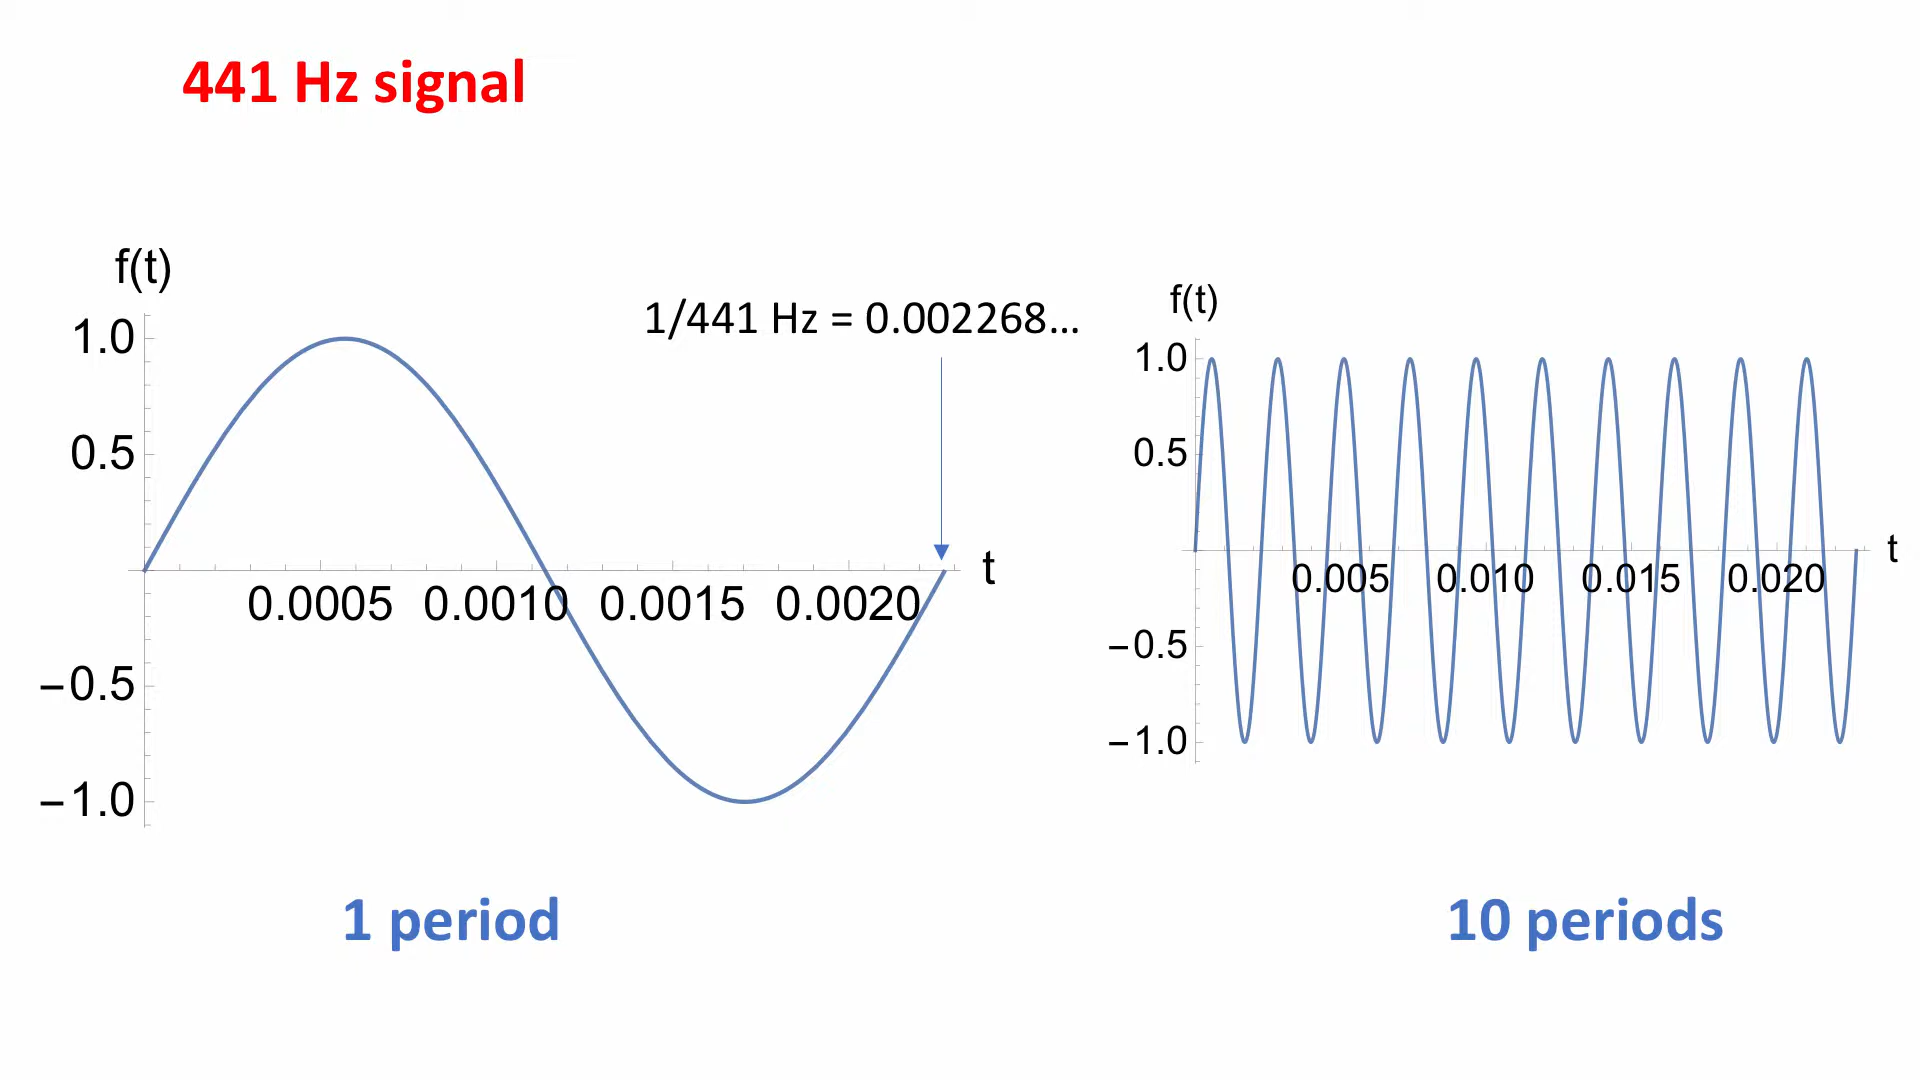 441 Hz signal
f(t)
1/441 Hz = 0.002268...
1.0
0.5
−0.5
−1.0
0.0005 0.0010 0.0015 0.0020
t
1 period
f(t)
1.0
0.5
−0.5
−1.0
0.005 0.010 0.015 0.020
t
10 periods